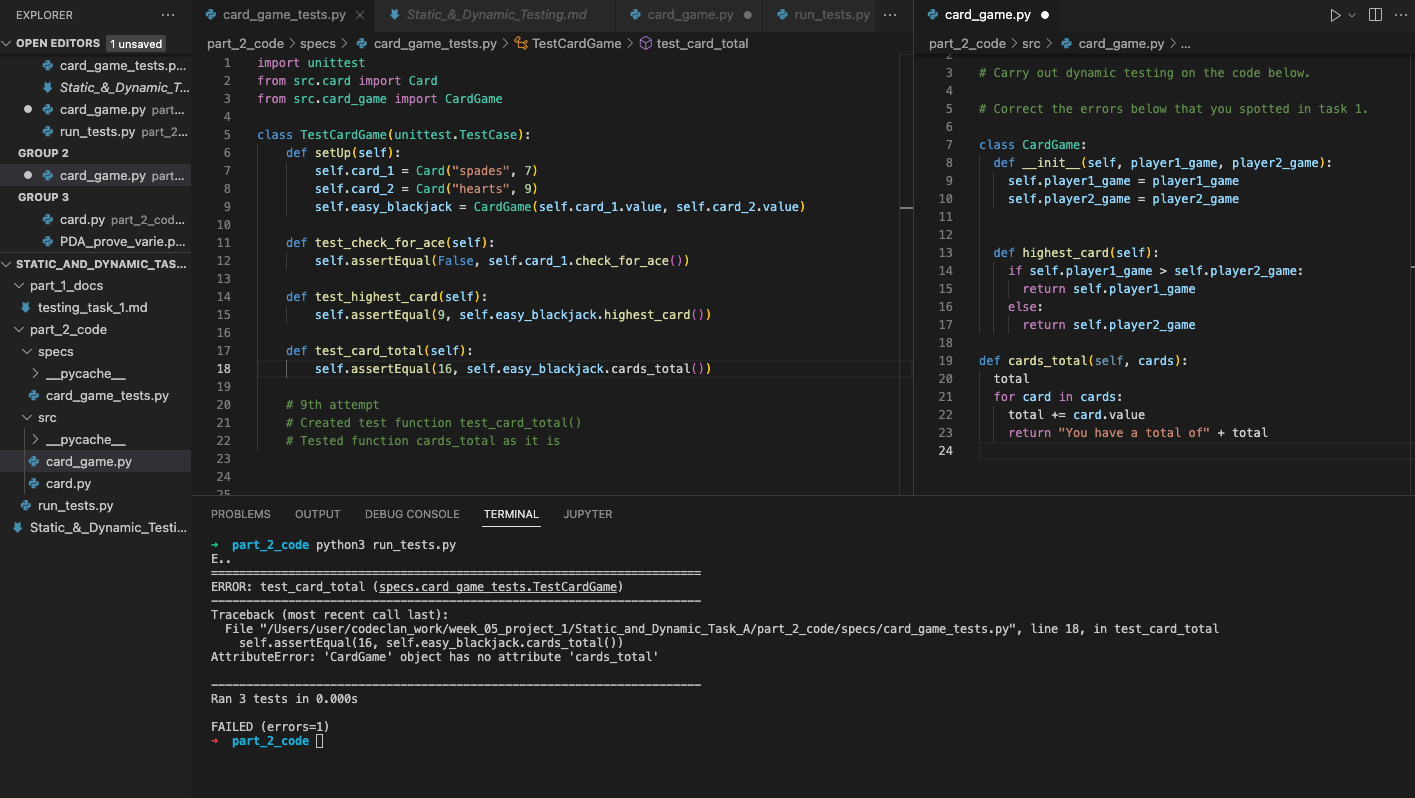 EXPLORER ...
OPEN EDITORS 1 unsaved
card_game_tests.p...
Static_&_Dynamic_T...
card_game.py part...
run_tests.py part_2...
GROUP 2
card_game.py part...
GROUP 3
card.py part_2_cod...
PDA_prove_varie.p...
STATIC_AND_DYNAMIC_TAS...
part_1_docs
testing_task_1.md
part_2_code
specs
__pycache__
card_game_tests.py
src
__pycache__
card_game.py
card.py
run_tests.py
Static_&_Dynamic_Testi...
card_game_tests.py Static_&_Dynamic_Testing.md card_game.py run_tests.py ...
part_2_code > specs > card_game_tests.py > TestCardGame > test_card_total
1 import unittest
2 from src.card import Card
3 from src.card_game import CardGame
4
5 class TestCardGame(unittest.TestCase):
6 def setUp(self):
7 self.card_1 = Card("spades", 7)
8 self.card_2 = Card("hearts", 9)
9 self.easy_blackjack = CardGame(self.card_1.value, self.card_2.value)
10
11 def test_check_for_ace(self):
12 self.assertEqual(False, self.card_1.check_for_ace())
13
14 def test_highest_card(self):
15 self.assertEqual(9, self.easy_blackjack.highest_card())
16
17 def test_card_total(self):
18 self.assertEqual(16, self.easy_blackjack.cards_total())
19
20 # 9th attempt
21 # Created test function test_card_total()
22 # Tested function cards_total as it is
23
24
25
card_game.py ...
part_2_code > src > card_game.py > ...
2
3 # Carry out dynamic testing on the code below.
4
5 # Correct the errors below that you spotted in task 1.
6
7 class CardGame:
8 def __init__(self, player1_game, player2_game):
9 self.player1_game = player1_game
10 self.player2_game = player2_game
11
12
13 def highest_card(self):
14 if self.player1_game > self.player2_game:
15 return self.player1_game
16 else:
17 return self.player2_game
18
19 def cards_total(self, cards):
20 total
21 for card in cards:
22 total += card.value
23 return "You have a total of" + total
24
PROBLEMS OUTPUT DEBUG CONSOLE TERMINAL JUPYTER
➜ part_2_code python3 run_tests.py
E..
======================================================================
ERROR: test_card_total (specs.card_game_tests.TestCardGame)
----------------------------------------------------------------------
Traceback (most recent call last):
File "/Users/user/codeclan_work/week_05_project_1/Static_and_Dynamic_Task_A/part_2_code/specs/card_game_tests.py", line 18, in test_card_total
self.assertEqual(16, self.easy_blackjack.cards_total())
AttributeError: 'CardGame' object has no attribute 'cards_total'
----------------------------------------------------------------------
Ran 3 tests in 0.000s
FAILED (errors=1)
➜ part_2_code